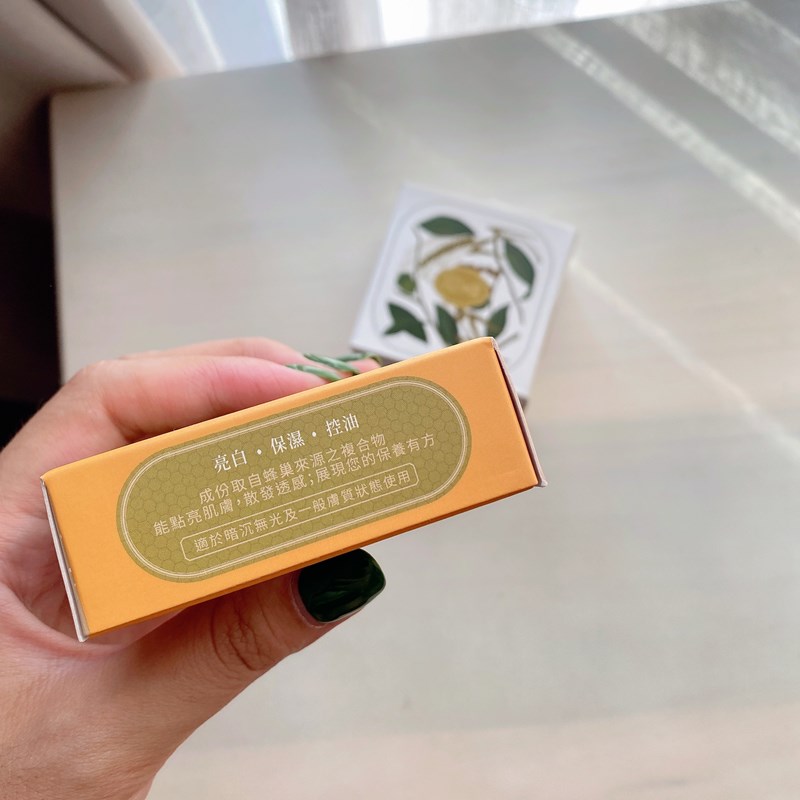 亮白・保濕・控油
成份取自蜂巢來源之複合物
能點亮肌膚，散發透感；展現您的保養有方
適於暗沉無光及一般膚質狀態使用